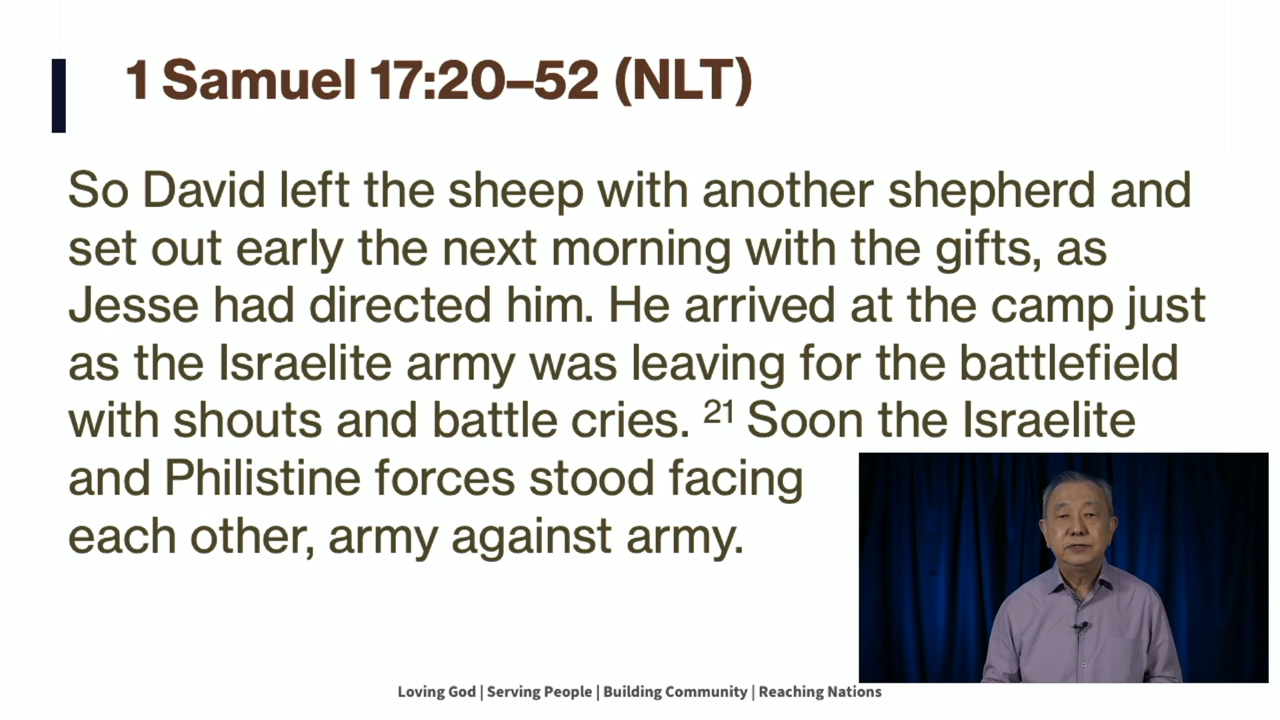 1 Samuel 17:20–52 (NLT)
So David left the sheep with another shepherd and
set out early the next morning with the gifts, as
Jesse had directed him. He arrived at the camp just
as the Israelite army was leaving for the battlefield
with shouts and battle cries. ²¹ Soon the Israelite
and Philistine forces stood facing
each other, army against army.
Loving God | Serving People | Building Community | Reaching Nations